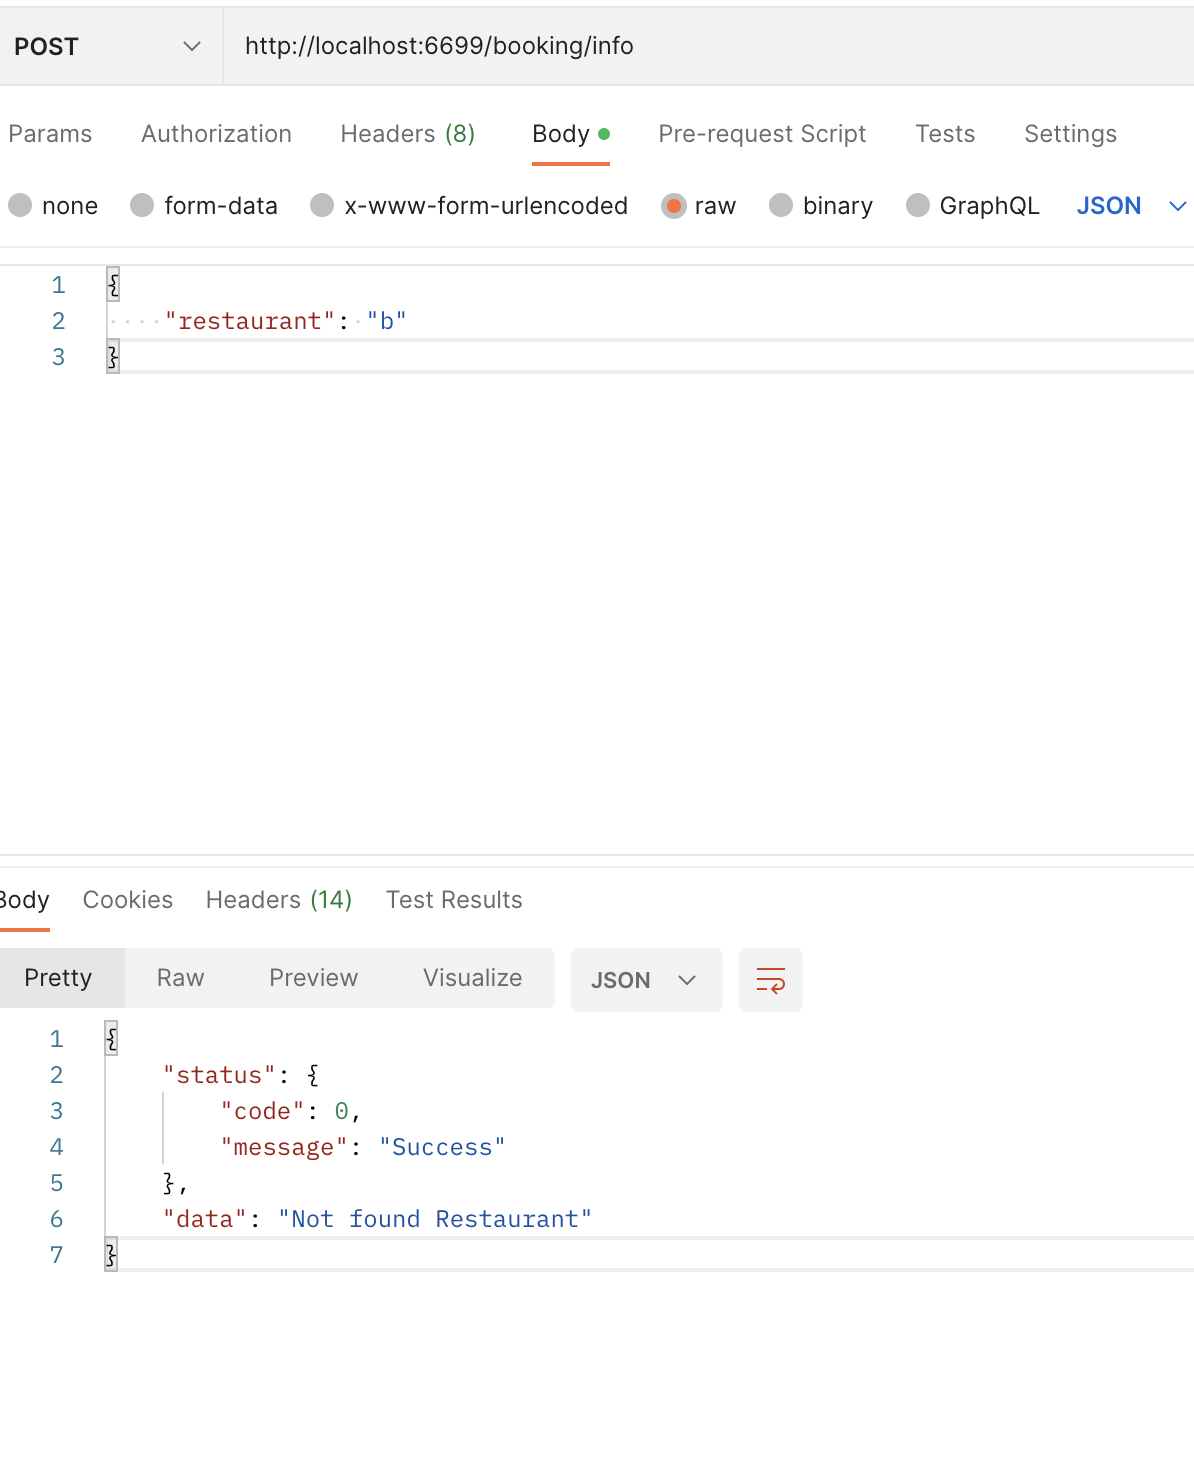 POST http://localhost:6699/booking/info
Params Authorization Headers (8) Body Pre-request Script Tests Settings
none form-data x-www-form-urlencoded raw binary GraphQL JSON
1 {
2 ····"restaurant":·"b"
3 }
Body Cookies Headers (14) Test Results
Pretty Raw Preview Visualize JSON
1 {
2 "status": {
3 "code": 0,
4 "message": "Success"
5 },
6 "data": "Not found Restaurant"
7 }